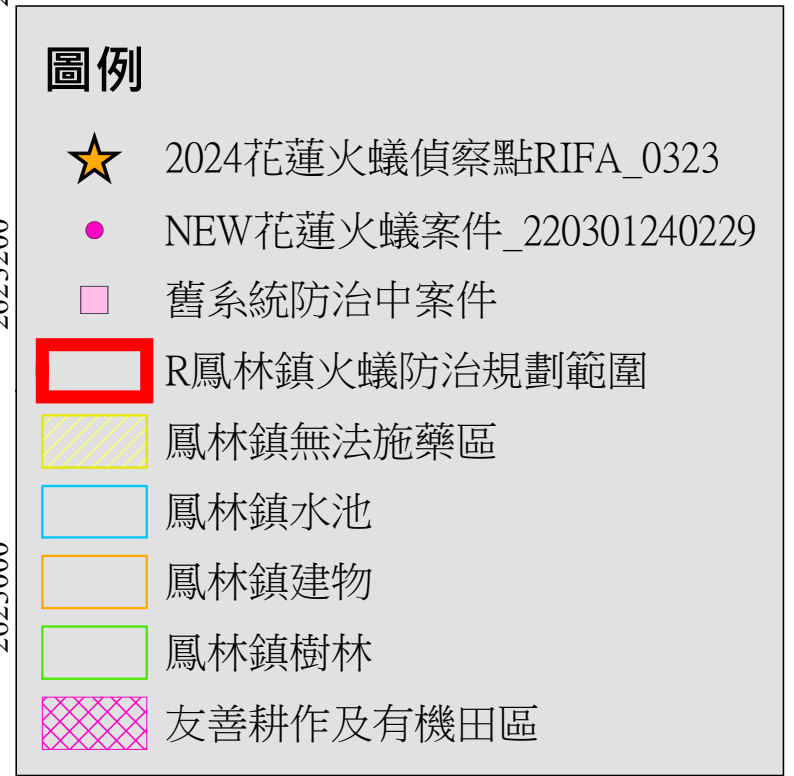 圖例
2024花蓮火蟻偵察點RIFA_0323
NEW花蓮火蟻案件_220301240229
舊系統防治中案件
R鳳林鎮火蟻防治規劃範圍
鳳林鎮無法施藥區
鳳林鎮水池
鳳林鎮建物
鳳林鎮樹林
友善耕作及有機田區